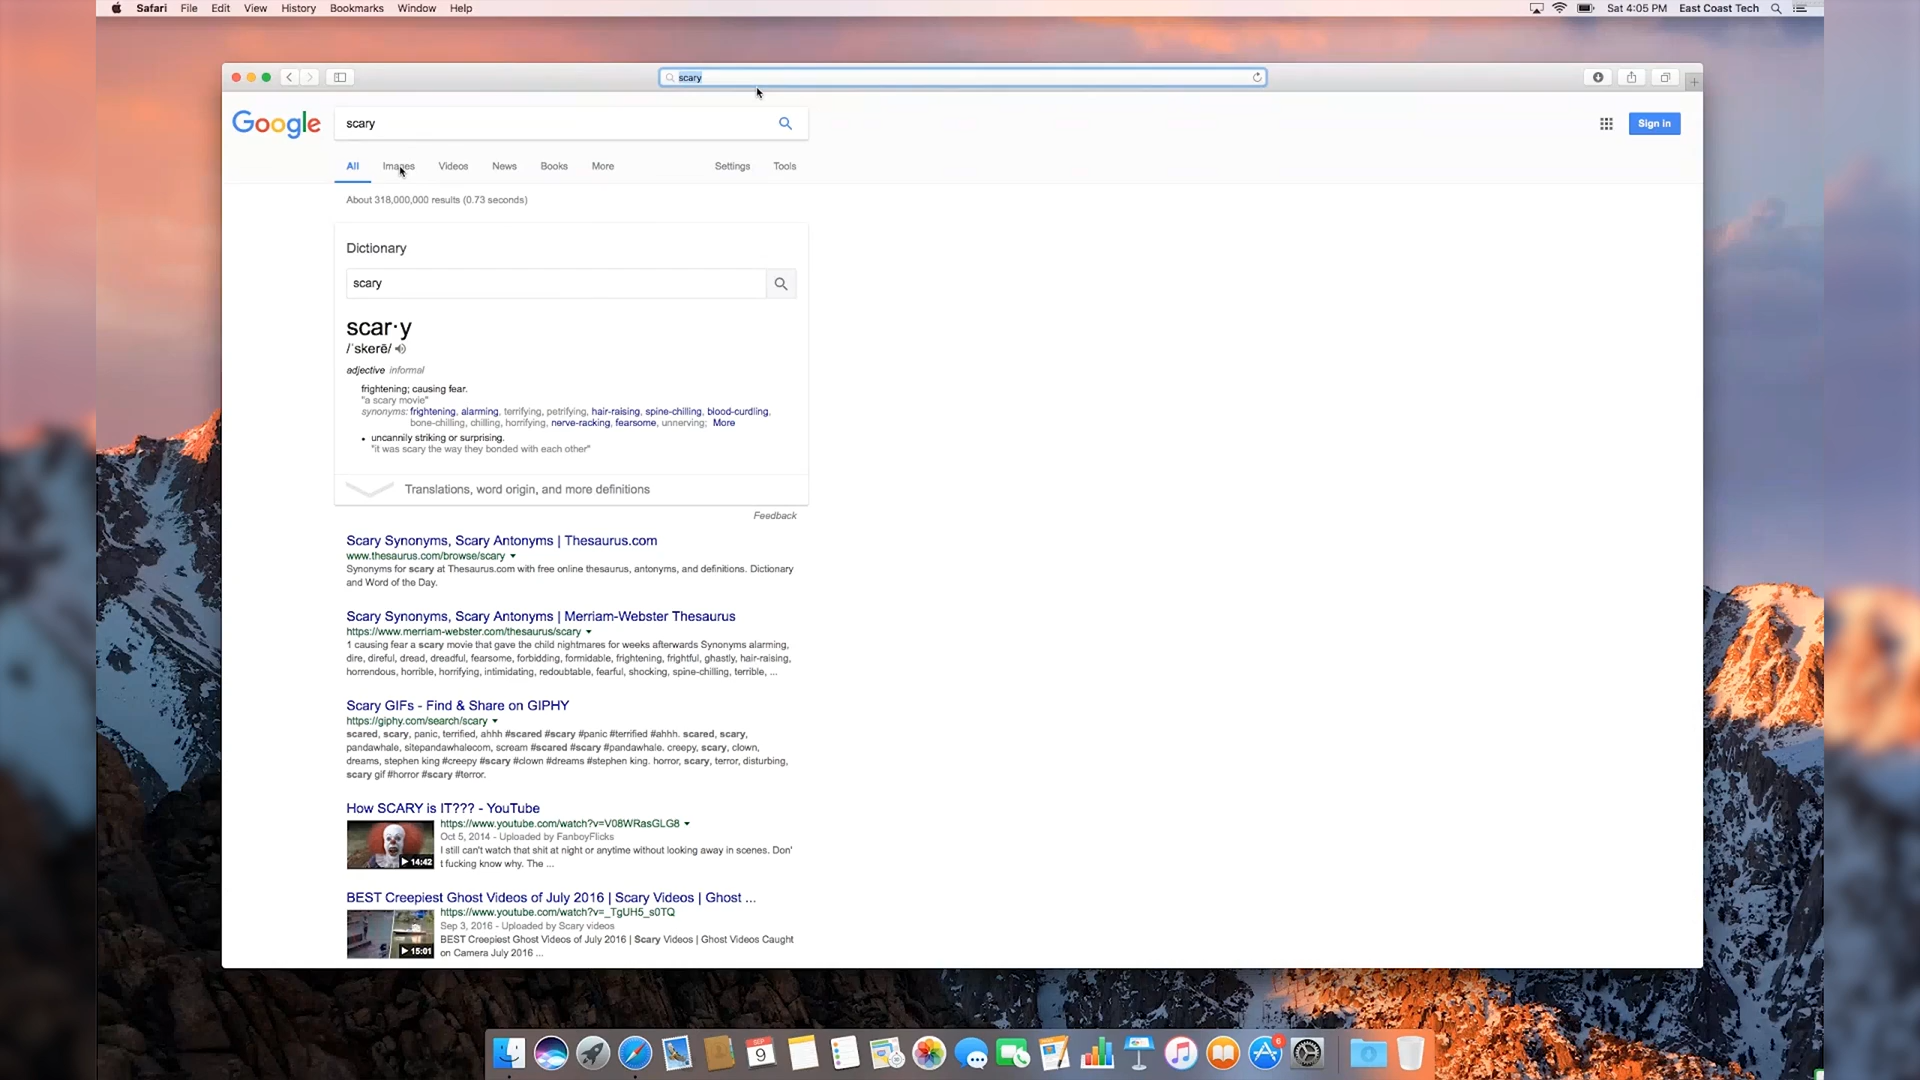 Safari File Edit View History Bookmarks Window Help
Sat 4:05 PM East Coast Tech
scary
Google
scary
Sign in
All Images Videos News Books More Settings Tools
About 318,000,000 results (0.73 seconds)
Dictionary
scary
scar·y
/ˈskerē/
adjective informal
frightening; causing fear.
"a scary movie"
synonyms: frightening, alarming, terrifying, petrifying, hair-raising, spine-chilling, blood-curdling,
bone-chilling, chilling, horrifying, nerve-racking, fearsome, unnerving; More
• uncannily striking or surprising.
"it was scary the way they bonded with each other"
Translations, word origin, and more definitions
Feedback
Scary Synonyms, Scary Antonyms | Thesaurus.com
www.thesaurus.com/browse/scary
Synonyms for scary at Thesaurus.com with free online thesaurus, antonyms, and definitions. Dictionary
and Word of the Day.
Scary Synonyms, Scary Antonyms | Merriam-Webster Thesaurus
https://www.merriam-webster.com/thesaurus/scary
1 causing fear a scary movie that gave the child nightmares for weeks afterwards Synonyms alarming,
dire, direful, dread, dreadful, fearsome, forbidding, formidable, frightening, frightful, ghastly, hair-raising,
horrendous, horrible, horrifying, intimidating, redoubtable, fearful, shocking, spine-chilling, terrible, ...
Scary GIFs - Find & Share on GIPHY
https://giphy.com/search/scary
scared, scary, panic, terrified, ahhh #scared #scary #panic #terrified #ahhh. scared, scary,
pandawhale, sitepandawhalecom, scream #scared #scary #pandawhale. creepy, scary, clown,
dreams, stephen king #creepy #scary #clown #dreams #stephen king. horror, scary, terror, disturbing,
scary gif #horror #scary #terror.
How SCARY is IT??? - YouTube
https://www.youtube.com/watch?v=V08WRasGLG8
Oct 5, 2014 - Uploaded by FanboyFlicks
I still can't watch that shit at night or anytime without looking away in scenes. Don'
t fucking know why. The ...
14:42
BEST Creepiest Ghost Videos of July 2016 | Scary Videos | Ghost ...
https://www.youtube.com/watch?v=_TgUH5_s0TQ
Sep 3, 2016 - Uploaded by Scary videos
BEST Creepiest Ghost Videos of July 2016 | Scary Videos | Ghost Videos Caught
on Camera July 2016 ...
15:01
9
6